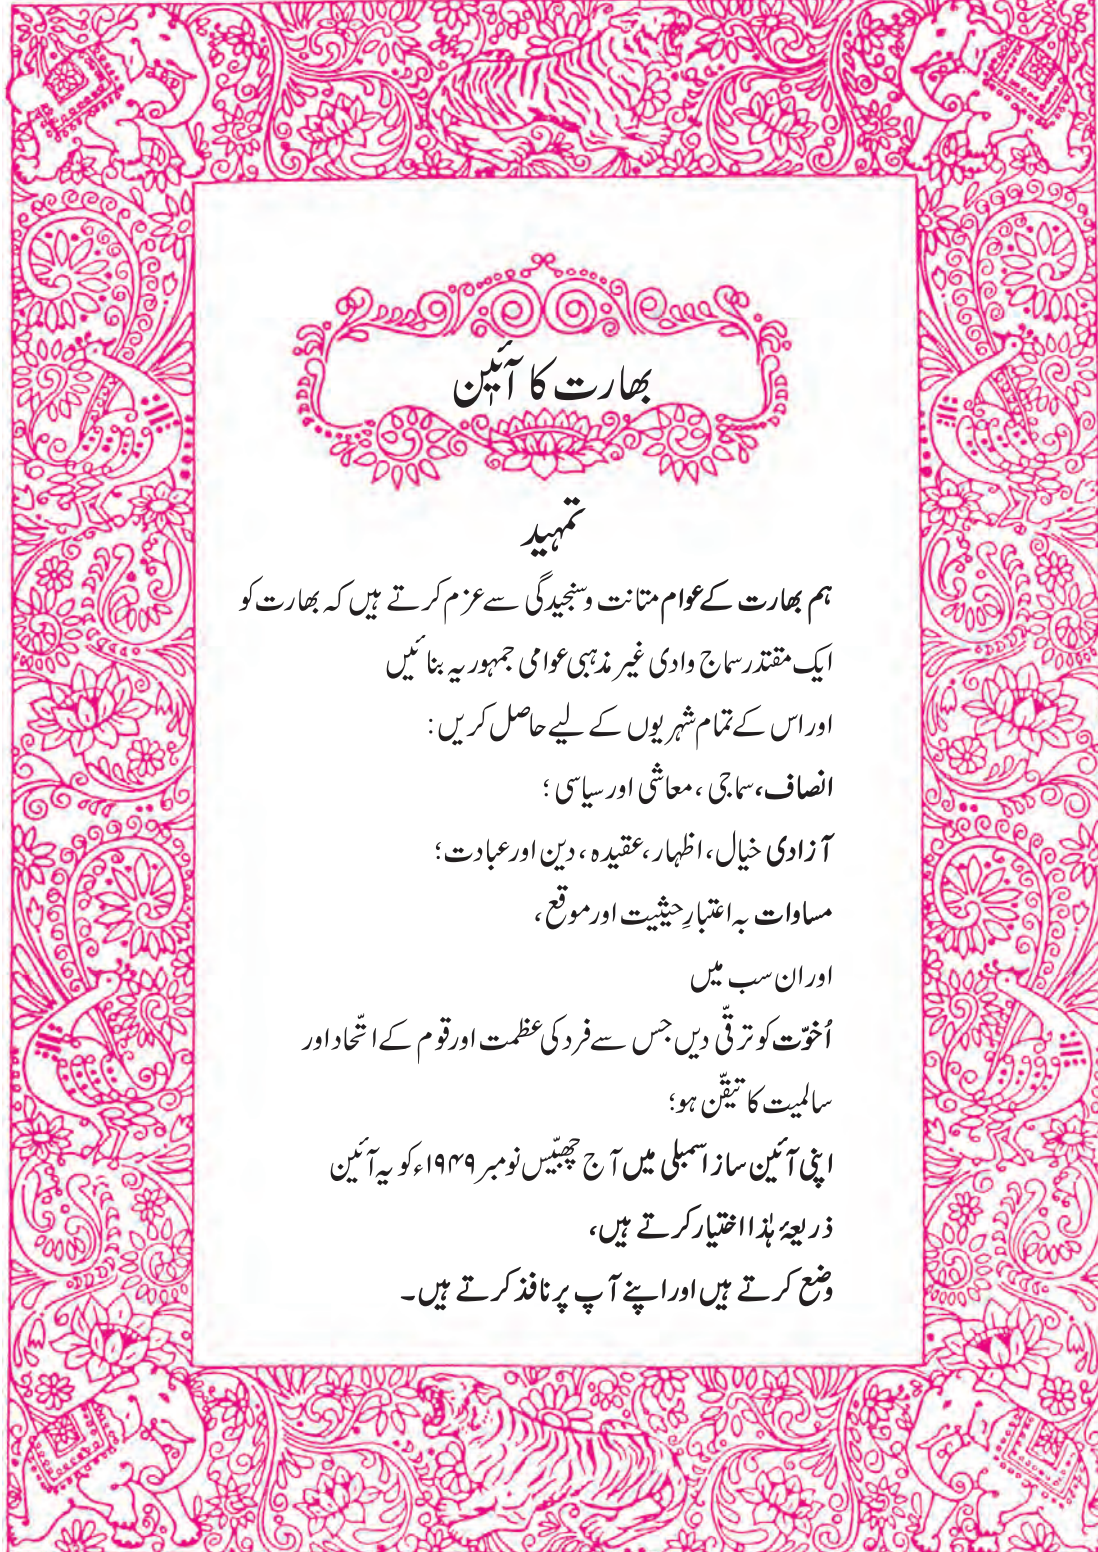 بھارت کا آئین
تمہید
ہم بھارت کے عوام متانت و سنجیدگی سے عزم کرتے ہیں کہ بھارت کو
ایک مقتدر سماج وادی غیر مذہبی عوامی جمہوریہ بنائیں
اور اس کے تمام شہریوں کے لیے حاصل کریں:
انصاف، سماجی، معاشی اور سیاسی؛
آزادی خیال، اظہار، عقیدہ، دین اور عبادت؛
مساوات بہ اعتبارِ حیثیت اور موقع،
اور ان سب میں
اُخوّت کو ترقّی دیں جس سے فرد کی عظمت اور قوم کے اتّحاد اور
سالمیت کا تیقّن ہو؛
اپنی آئین ساز اسمبلی میں آج چھبّیس نومبر ۱۹۴۹ء کو یہ آئین
ذریعۂ ہٰذا اختیار کرتے ہیں،
وضع کرتے ہیں اور اپنے آپ پر نافذ کرتے ہیں۔